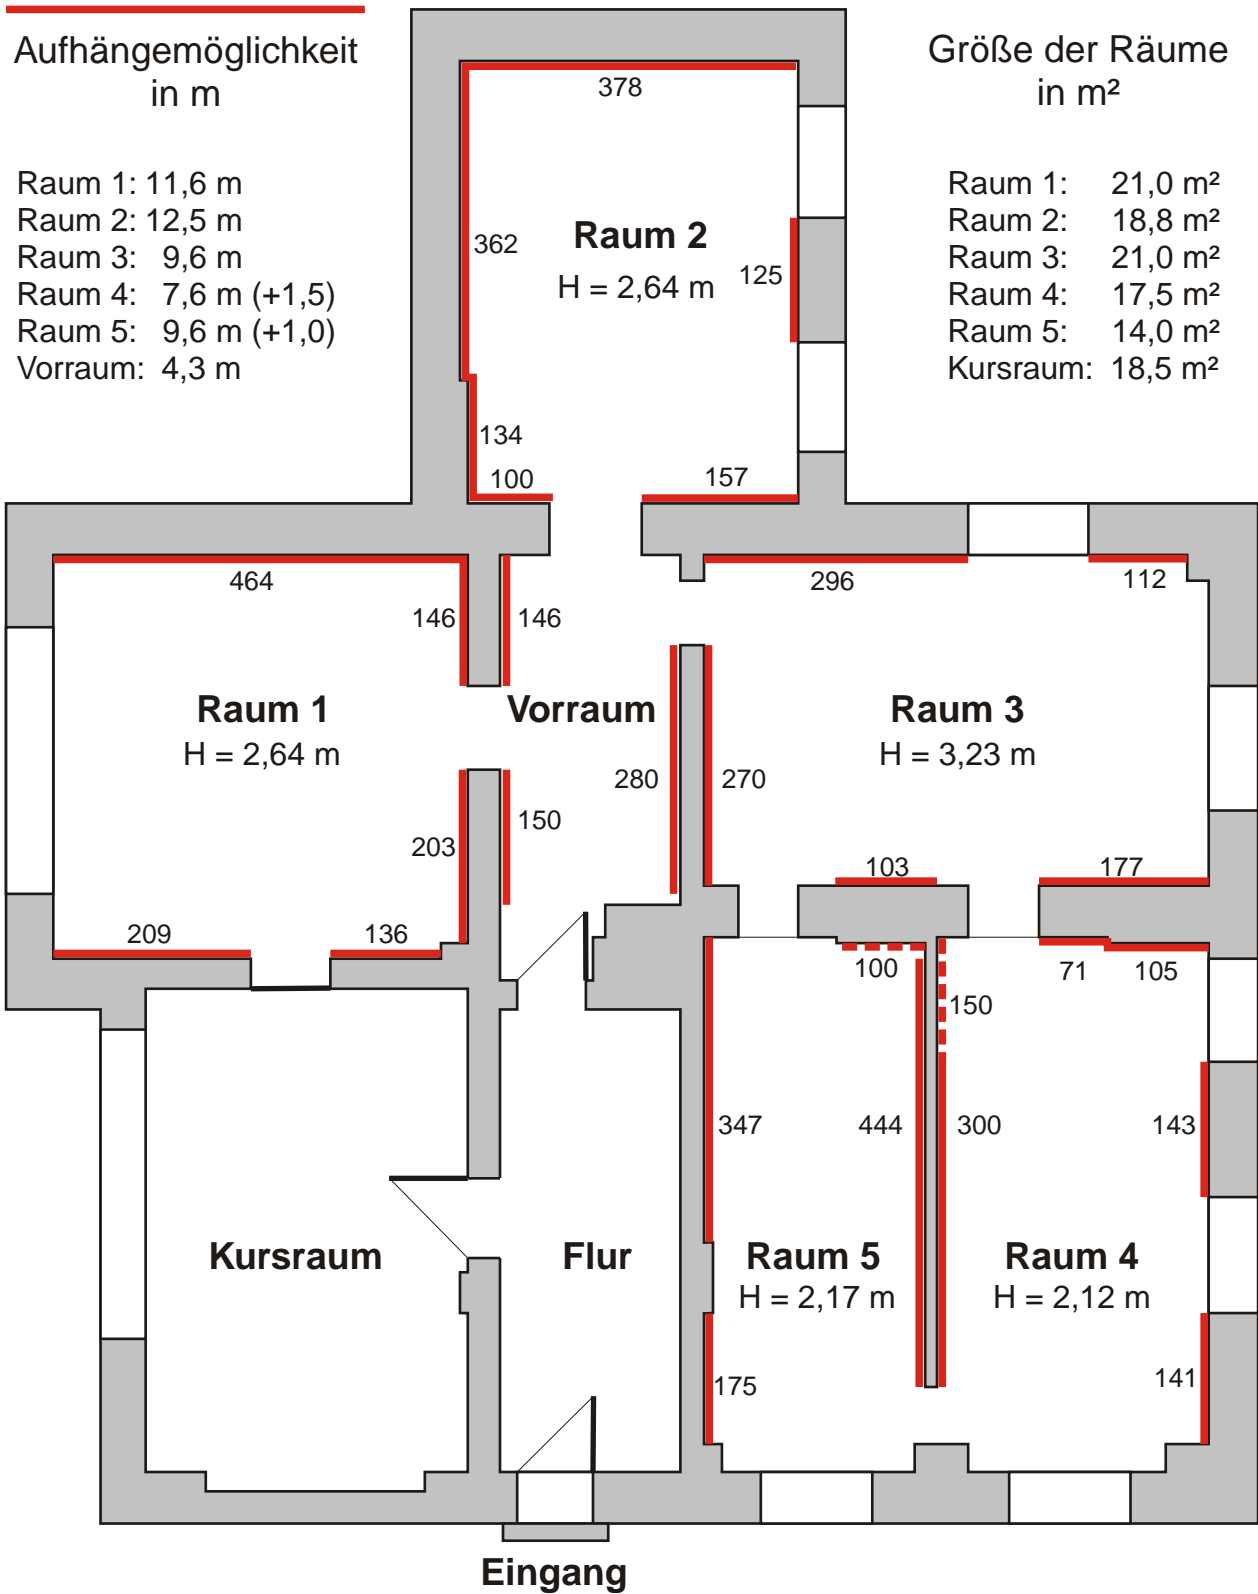 Aufhängemöglichkeit
in m
Raum 1: 11,6 m
Raum 2: 12,5 m
Raum 3: 9,6 m
Raum 4: 7,6 m (+1,5)
Raum 5: 9,6 m (+1,0)
Vorraum: 4,3 m
Größe der Räume
in m²
Raum 1: 21,0 m²
Raum 2: 18,8 m²
Raum 3: 21,0 m²
Raum 4: 17,5 m²
Raum 5: 14,0 m²
Kursraum: 18,5 m²
378
362
Raum 2
H = 2,64 m
125
134
100
157
464
146
Raum 1
H = 2,64 m
203
209
136
146
Vorraum
280
150
296
112
Raum 3
H = 3,23 m
270
103
177
100
347
444
Raum 5
H = 2,17 m
175
71
105
150
300
143
Raum 4
H = 2,12 m
141
Kursraum
Flur
Eingang